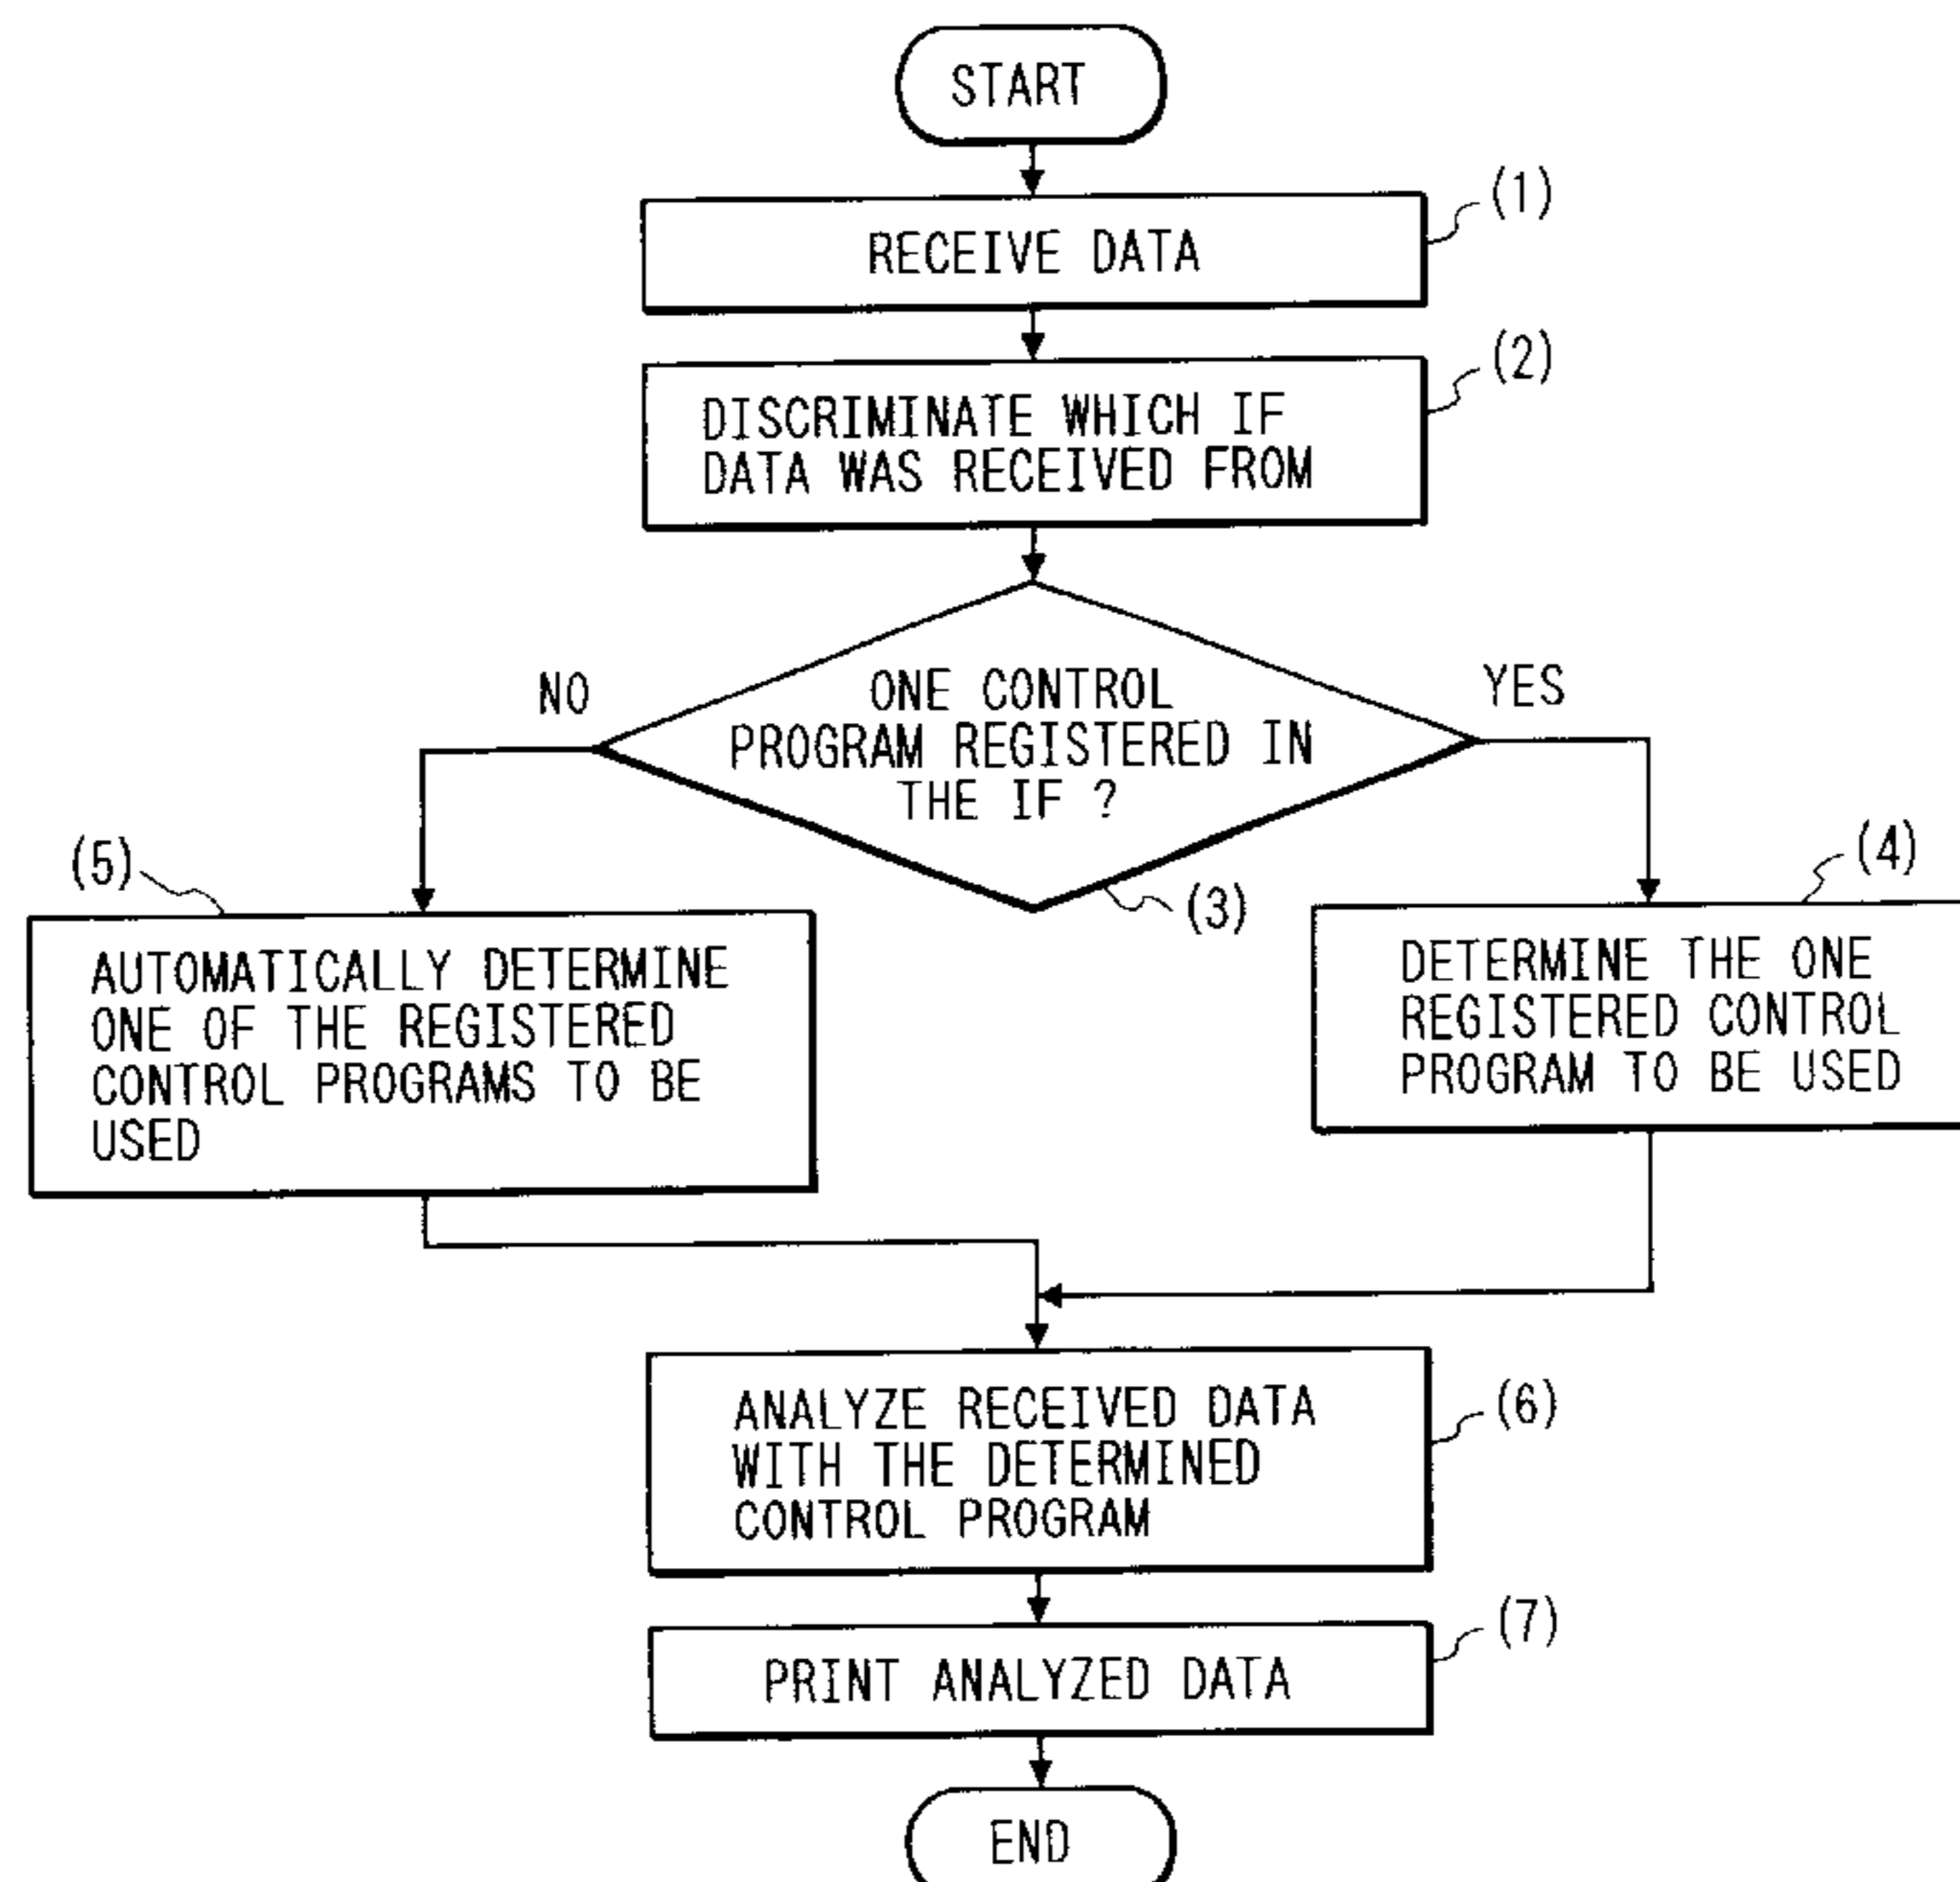 START
(1)
RECEIVE DATA
(2)
DISCRIMINATE WHICH IF
DATA WAS RECEIVED FROM
NO
YES
ONE CONTROL
PROGRAM REGISTERED IN
THE IF ?
(3)
(5)
(4)
AUTOMATICALLY DETERMINE
ONE OF THE REGISTERED
CONTROL PROGRAMS TO BE
USED
DETERMINE THE ONE
REGISTERED CONTROL
PROGRAM TO BE USED
ANALYZE RECEIVED DATA
WITH THE DETERMINED
CONTROL PROGRAM
(6)
(7)
PRINT ANALYZED DATA
END